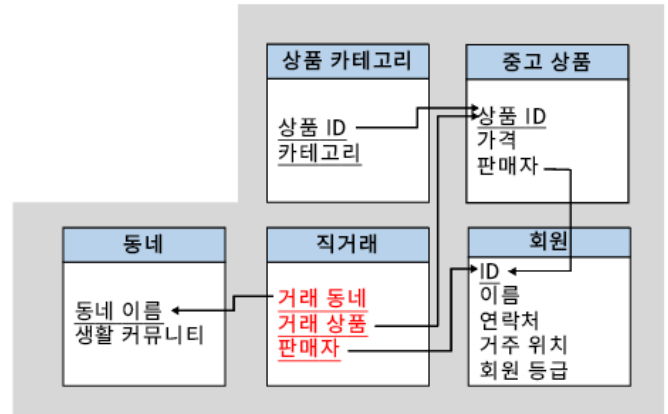 상품 카테고리
상품 ID
카테고리
중고 상품
상품 ID
가격
판매자
동네
동네 이름
생활 커뮤니티
직거래
거래 동네
거래 상품
판매자
회원
ID
이름
연락처
거주 위치
회원 등급